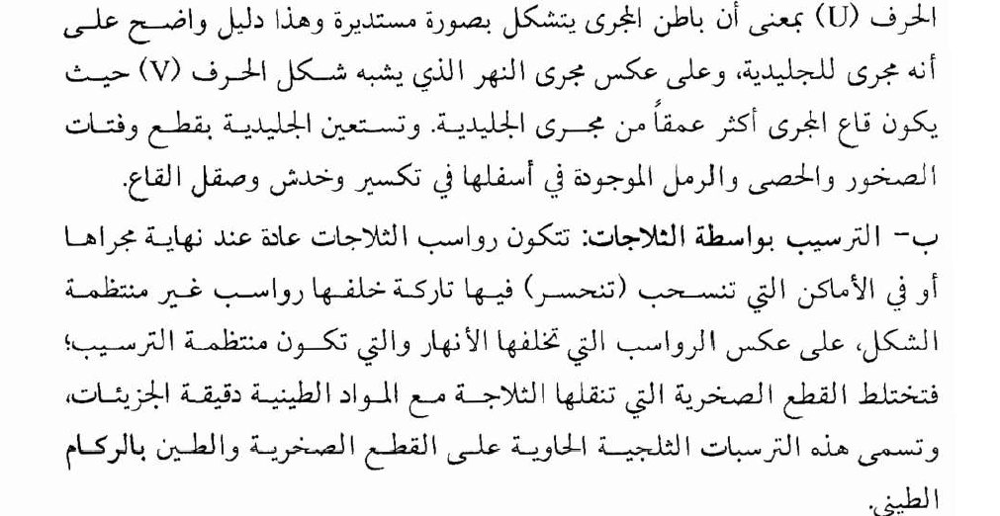 الحرف (U) بمعنى أن باطن المجرى يتشكل بصورة مستديرة وهذا دليل واضح على
أنه مجرى للجليدية، وعلى عكس مجرى النهر الذي يشبه شكل الحرف (V) حيث
يكون قاع المجرى أكثر عمقاً من مجرى الجليدية. وتستعين الجليدية بقطع وفتات
الصخور والحصى والرمل الموجودة في أسفلها في تكسير وخدش وصقل القاع.
ب- الترسيب بواسطة الثلاجات: تتكون رواسب الثلاجات عادة عند نهاية مجراها
أو في الأماكن التي تنسحب (تنحسر) فيها تاركة خلفها رواسب غير منتظمة
الشكل، على عكس الرواسب التي تخلفها الأنهار والتي تكون منتظمة الترسيب؛
فتختلط القطع الصخرية التي تنقلها الثلاجة مع المواد الطينية دقيقة الجزيئات،
وتسمى هذه الترسبات الثلجية الحاوية على القطع الصخرية والطين بالركام
الطيني.